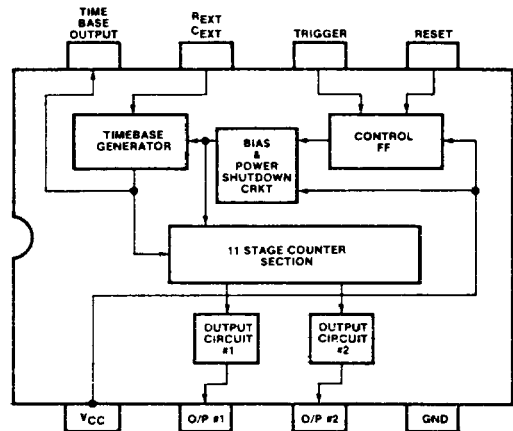 TIME
BASE
OUTPUT
REXT
CEXT
TRIGGER
RESET
TIMEBASE
GENERATOR
BIAS
&
POWER
SHUTDOWN
CRKT
CONTROL
FF
11 STAGE COUNTER
SECTION
OUTPUT
CIRCUIT
#1
OUTPUT
CIRCUIT
#2
VCC
O/P #1
O/P #2
GND